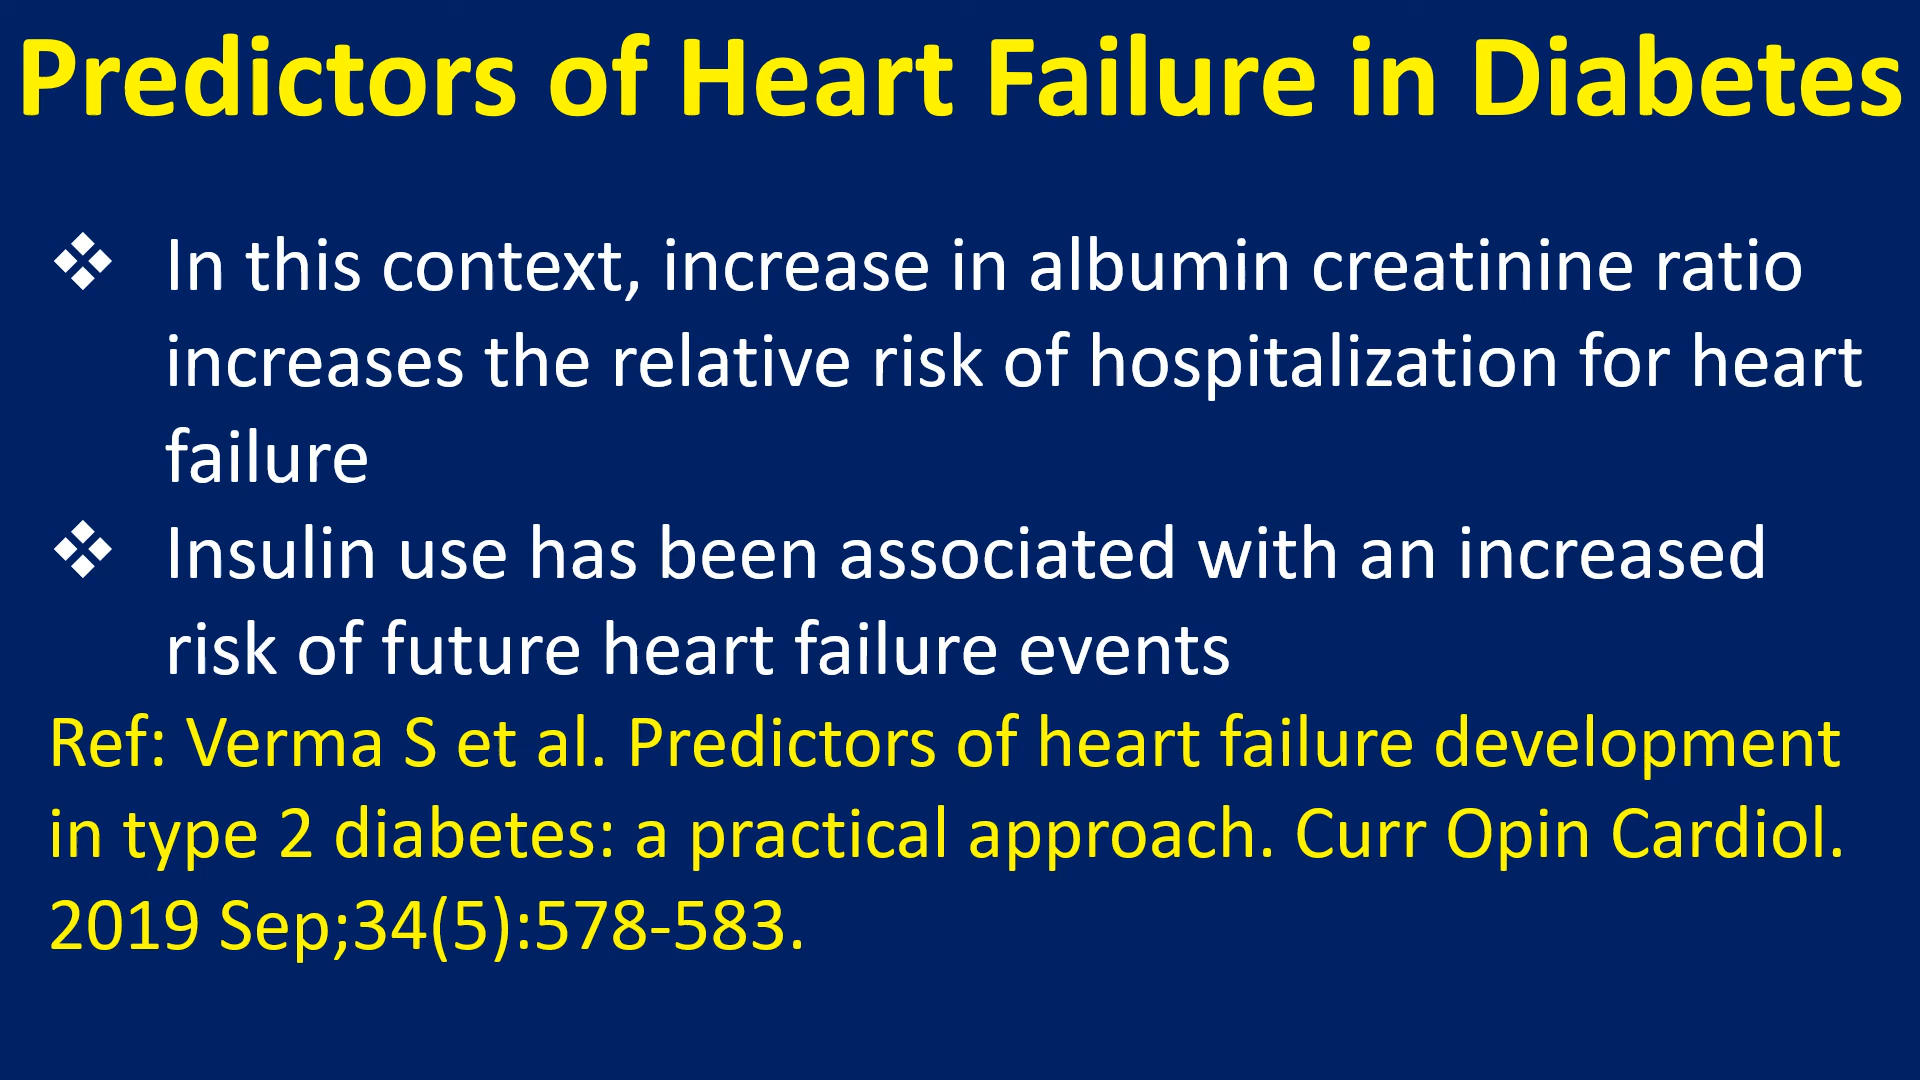 Predictors of Heart Failure in Diabetes
❖ In this context, increase in albumin creatinine ratio
increases the relative risk of hospitalization for heart
failure
❖ Insulin use has been associated with an increased
risk of future heart failure events
Ref: Verma S et al. Predictors of heart failure development
in type 2 diabetes: a practical approach. Curr Opin Cardiol.
2019 Sep;34(5):578-583.